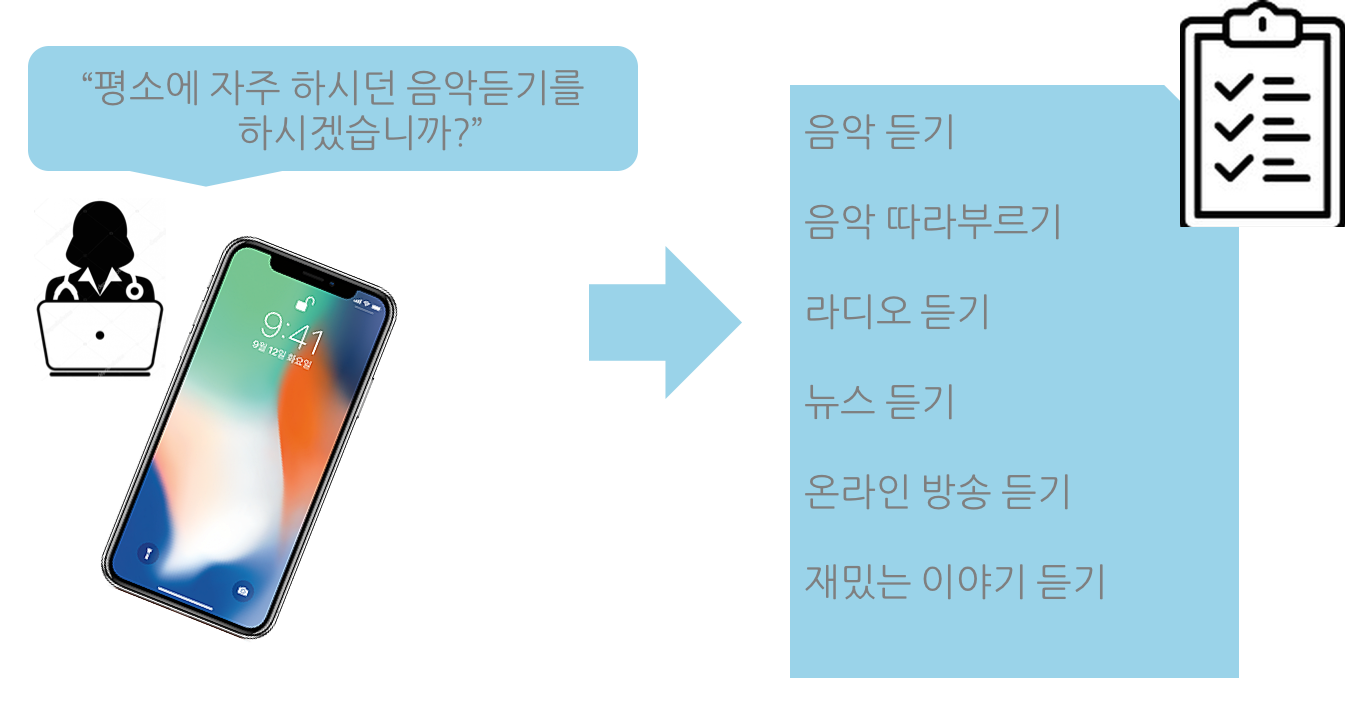 “평소에 자주 하시던 음악듣기를
하시겠습니까?”
9:41
9월 12일 화요일
음악 듣기
음악 따라부르기
라디오 듣기
뉴스 듣기
온라인 방송 듣기
재밌는 이야기 듣기